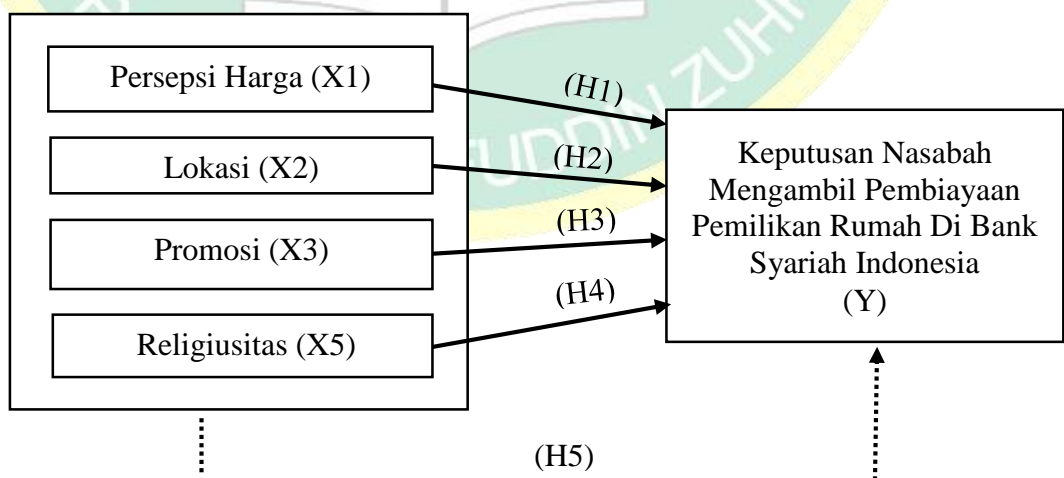 Persepsi Harga (X1)
Lokasi (X2)
Promosi (X3)
Religiusitas (X5)
(H1)
(H2)
(H3)
(H4)
Keputusan Nasabah
Mengambil Pembiayaan
Pemilikan Rumah Di Bank
Syariah Indonesia
(Y)
(H5)